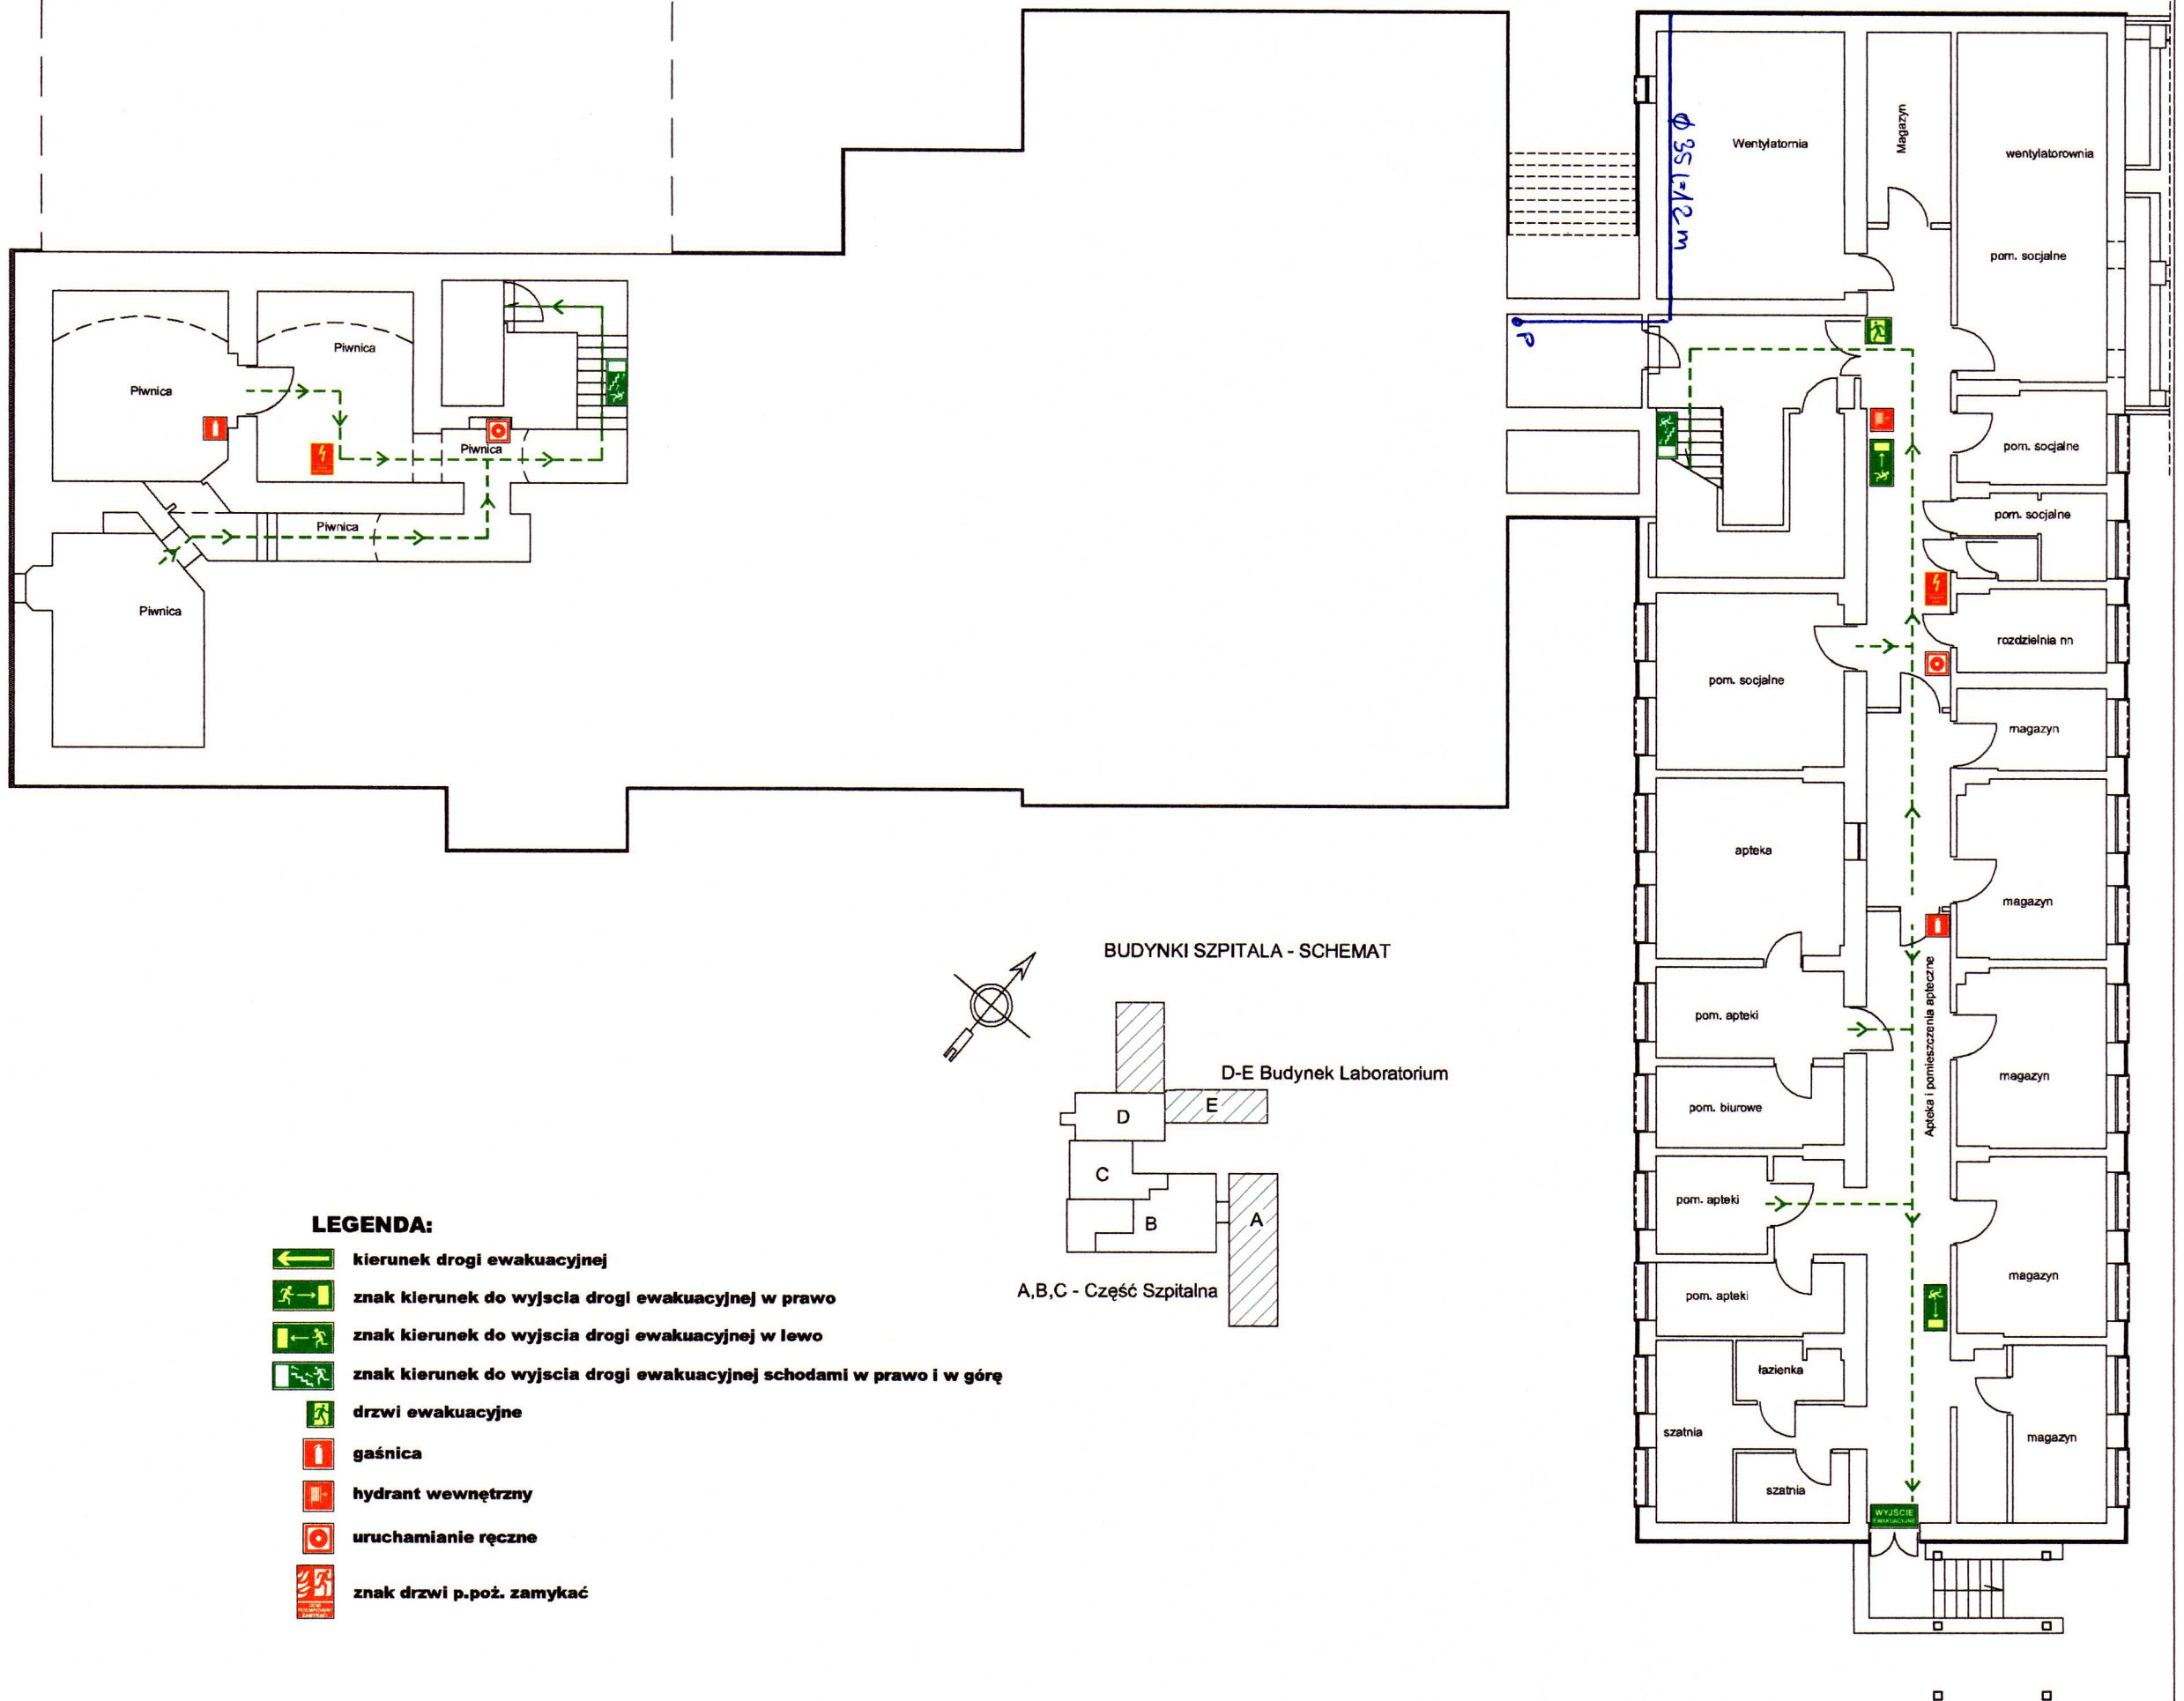 Φ 35 L=12m
P
Wentylatornia
Magazyn
wentylatorownia
pom. socjalne
Piwnica
Piwnica
Piwnica
Piwnica
Piwnica
pom. socjalne
pom. socjalne
rozdzielnia nn
pom. socjalne
magazyn
apteka
magazyn
Apteka i pomieszczenia apteczne
pom. apteki
magazyn
pom. biurowe
pom. apteki
magazyn
pom. apteki
łazienka
szatnia
magazyn
szatnia
WYJŚCIE
EWAKUACYJNE
BUDYNKI SZPITALA - SCHEMAT
D-E Budynek Laboratorium
E
D
C
B
A
A,B,C - Część Szpitalna
LEGENDA:
kierunek drogi ewakuacyjnej
znak kierunek do wyjscia drogi ewakuacyjnej w prawo
znak kierunek do wyjscia drogi ewakuacyjnej w lewo
znak kierunek do wyjscia drogi ewakuacyjnej schodami w prawo i w górę
drzwi ewakuacyjne
gaśnica
hydrant wewnętrzny
uruchamianie ręczne
znak drzwi p.poż. zamykać